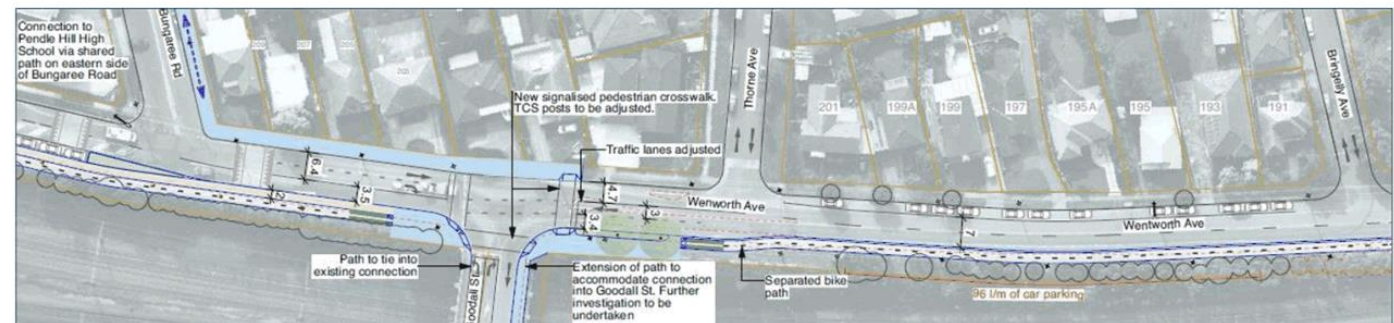 Connection to
Pendle Hill High
School via shared
path on eastern side
of Bungaree Road
Bungaree Rd
205
New signalised pedestrian crosswalk.
TCS posts to be adjusted.
Traffic lanes adjusted
Thorne Ave
201
199A
199
197
195A
195
193
191
Bringelly Ave
6.4
3.5
2
4.7
3.4
3
Wenworth Ave
7
Wentworth Ave
Path to tie into
existing connection
oodall St
Extension of path to
accommodate connection
into Goodall St. Further
investigation to be
undertaken
Separated bike
path
96 l/m of car parking